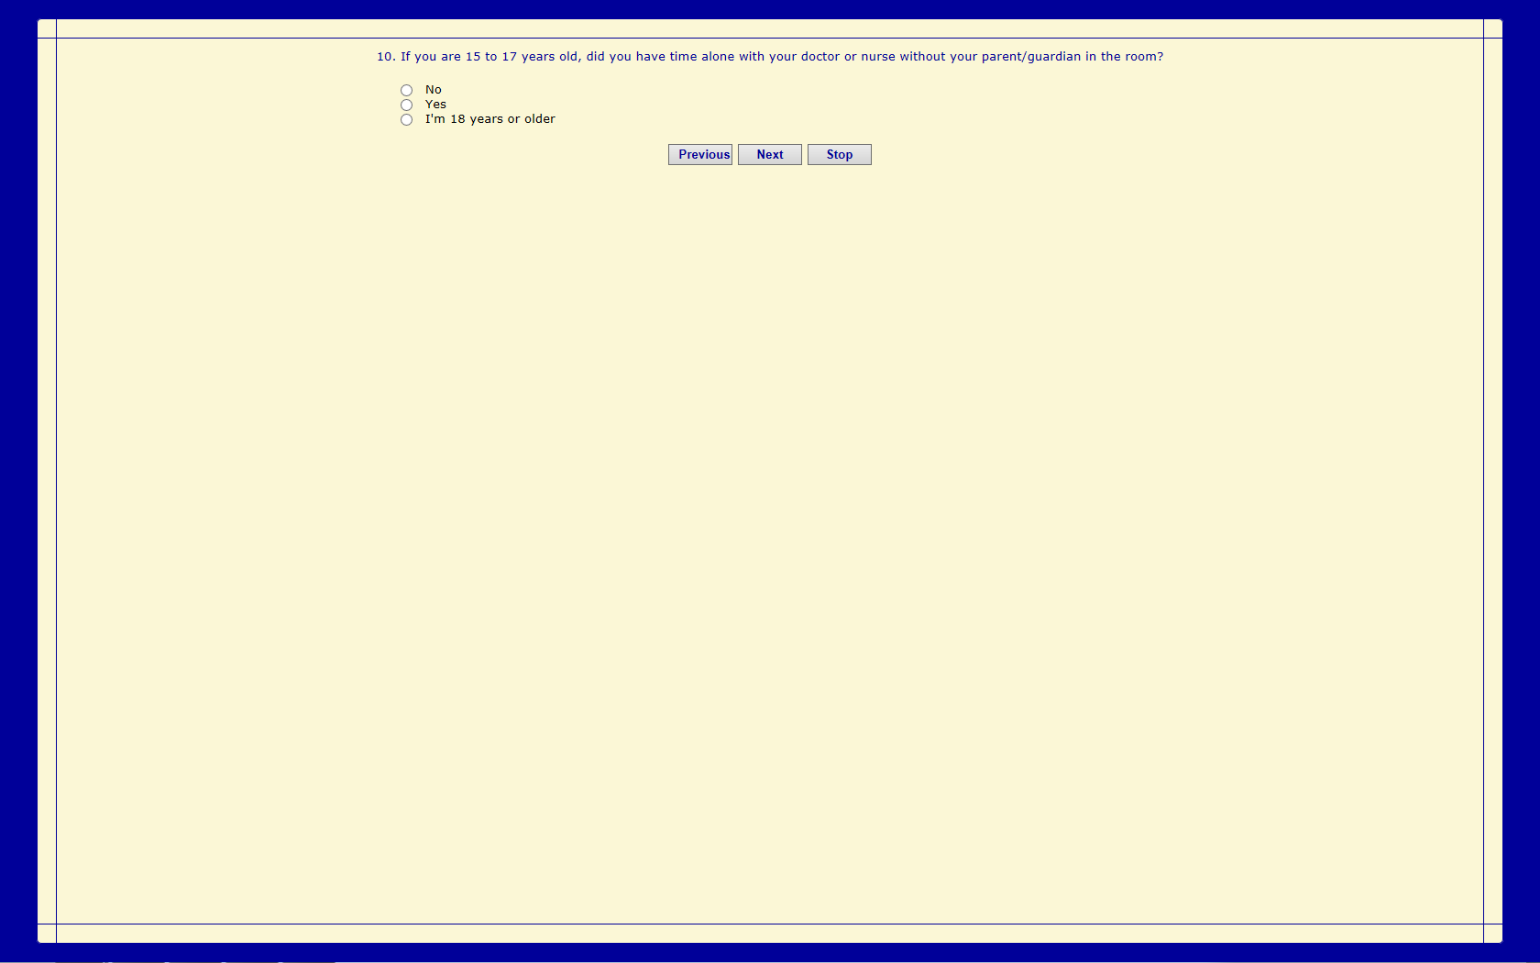 10. If you are 15 to 17 years old, did you have time alone with your doctor or nurse without your parent/guardian in the room?
No
Yes
I'm 18 years or older
Previous Next Stop